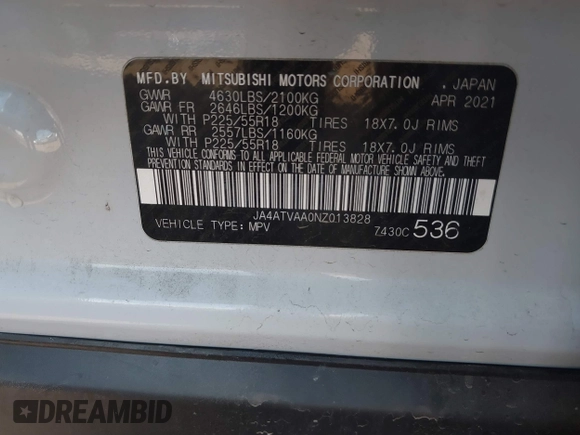 MFD.BY MITSUBISHI MOTORS CORPORATION , JAPAN
GVWR 4630LBS/2100KG APR 2021
GAWR FR 2646LBS/1200KG
WITH P225/55R18 TIRES 18X7.0J RIMS
GAWR RR 2557LBS/1160KG
WITH P225/55R18 TIRES 18X7.0J RIMS
THIS VEHICLE CONFORMS TO ALL APPLICABLE FEDERAL MOTOR VEHICLE SAFETY AND THEFT
PREVENTION STANDARDS IN EFFECT ON THE DATE OF MANUFACTURE SHOWN ABOVE.
JA4ATVAA0NZ013828
VEHICLE TYPE: MPV 7430C 536
DREAMBID